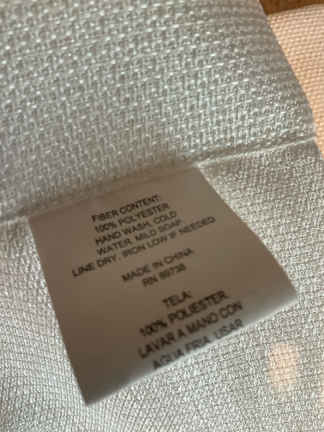 FIBER CONTENT:
100% POLYESTER.
HAND WASH, COLD
WATER, MILD SOAP.
LINE DRY, IRON LOW IF NEEDED
MADE IN CHINA
RN 89738
TELA:
100% POLIESTER.
LAVAR A MANO CON
AGUA FRIA, USAR